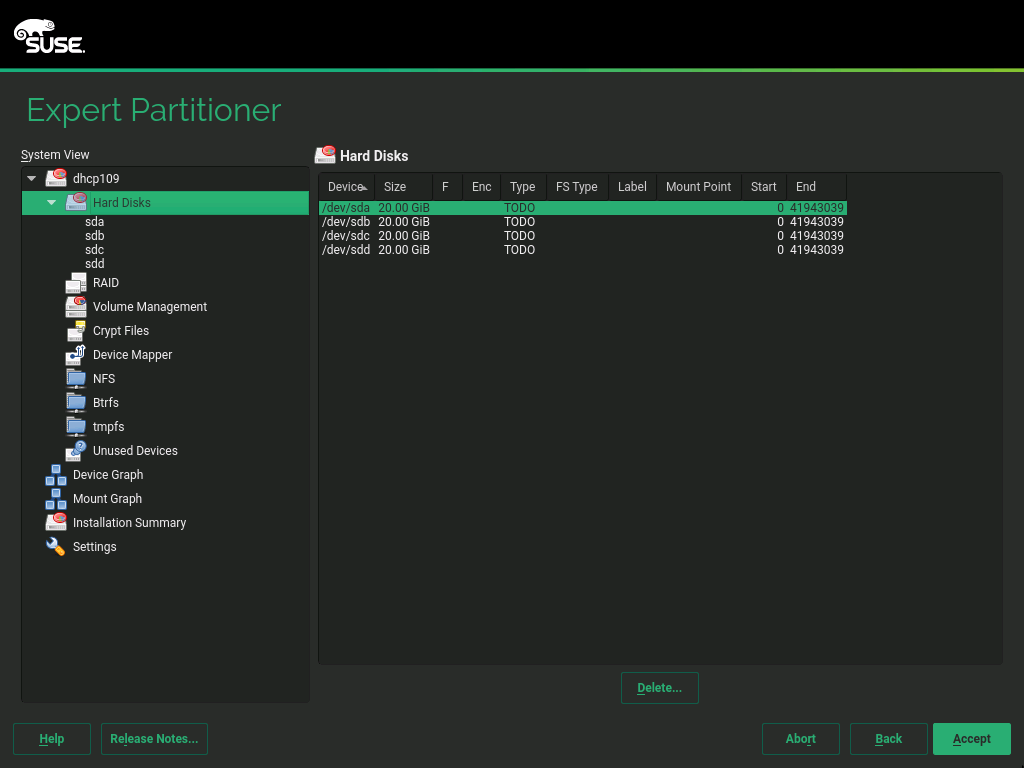 SUSE
Expert Partitioner
System View
dhcp109
Hard Disks
sda
sdb
sdc
sdd
RAID
Volume Management
Crypt Files
Device Mapper
NFS
Btrfs
tmpfs
Unused Devices
Device Graph
Mount Graph
Installation Summary
Settings
Hard Disks
Device Size F Enc Type FS Type Label Mount Point Start End
/dev/sda 20.00 GiB TODO 0 41943039
/dev/sdb 20.00 GiB TODO 0 41943039
/dev/sdc 20.00 GiB TODO 0 41943039
/dev/sdd 20.00 GiB TODO 0 41943039
Delete...
Help Release Notes... Abort Back Accept